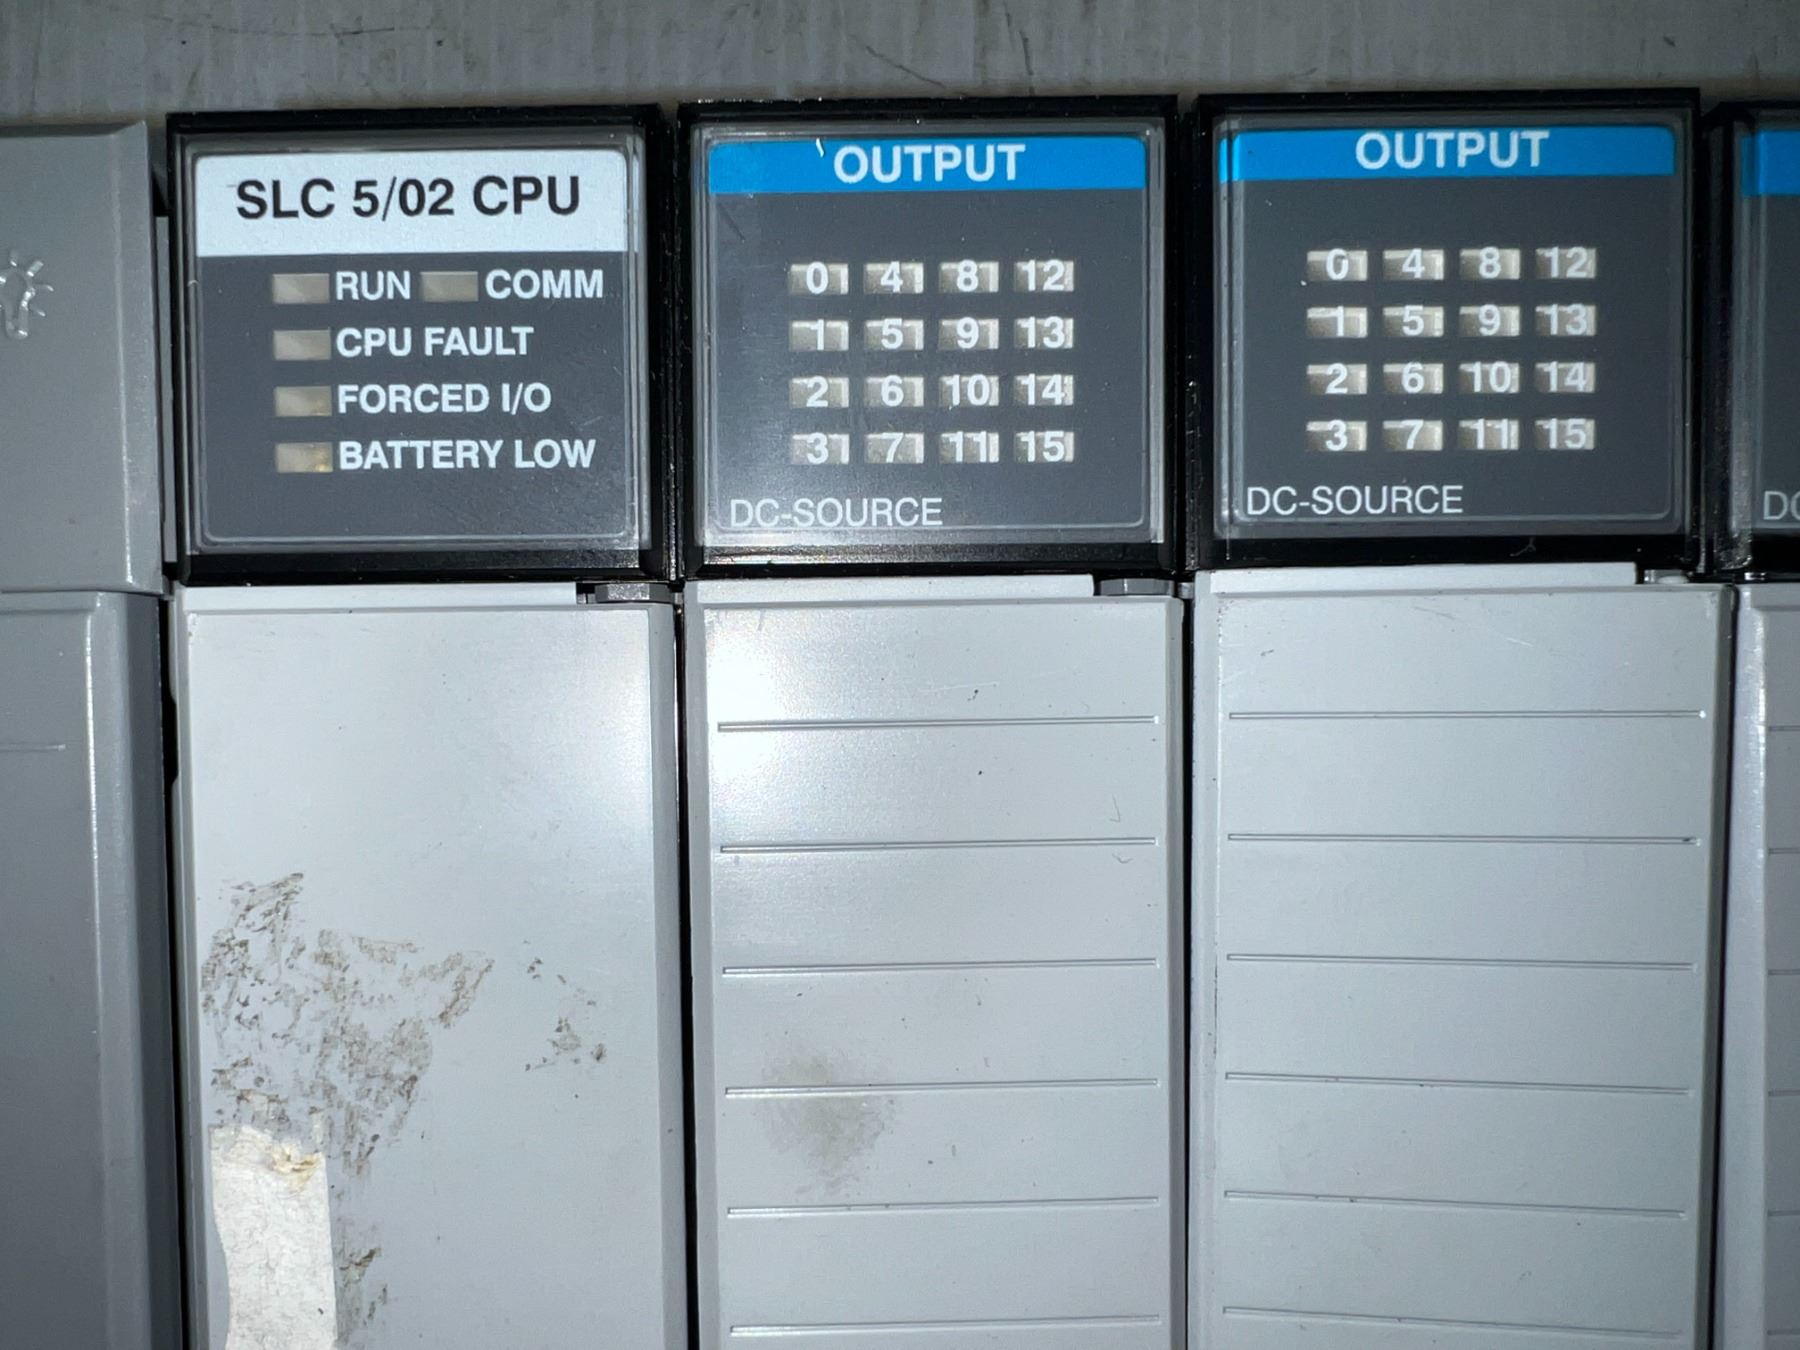 SLC 5/02 CPU
RUN COMM
CPU FAULT
FORCED I/O
BATTERY LOW
OUTPUT
0 4 8 12
1 5 9 13
2 6 10 14
3 7 11 15
DC-SOURCE
OUTPUT
0 4 8 12
1 5 9 13
2 6 10 14
3 7 11 15
DC-SOURCE
DC